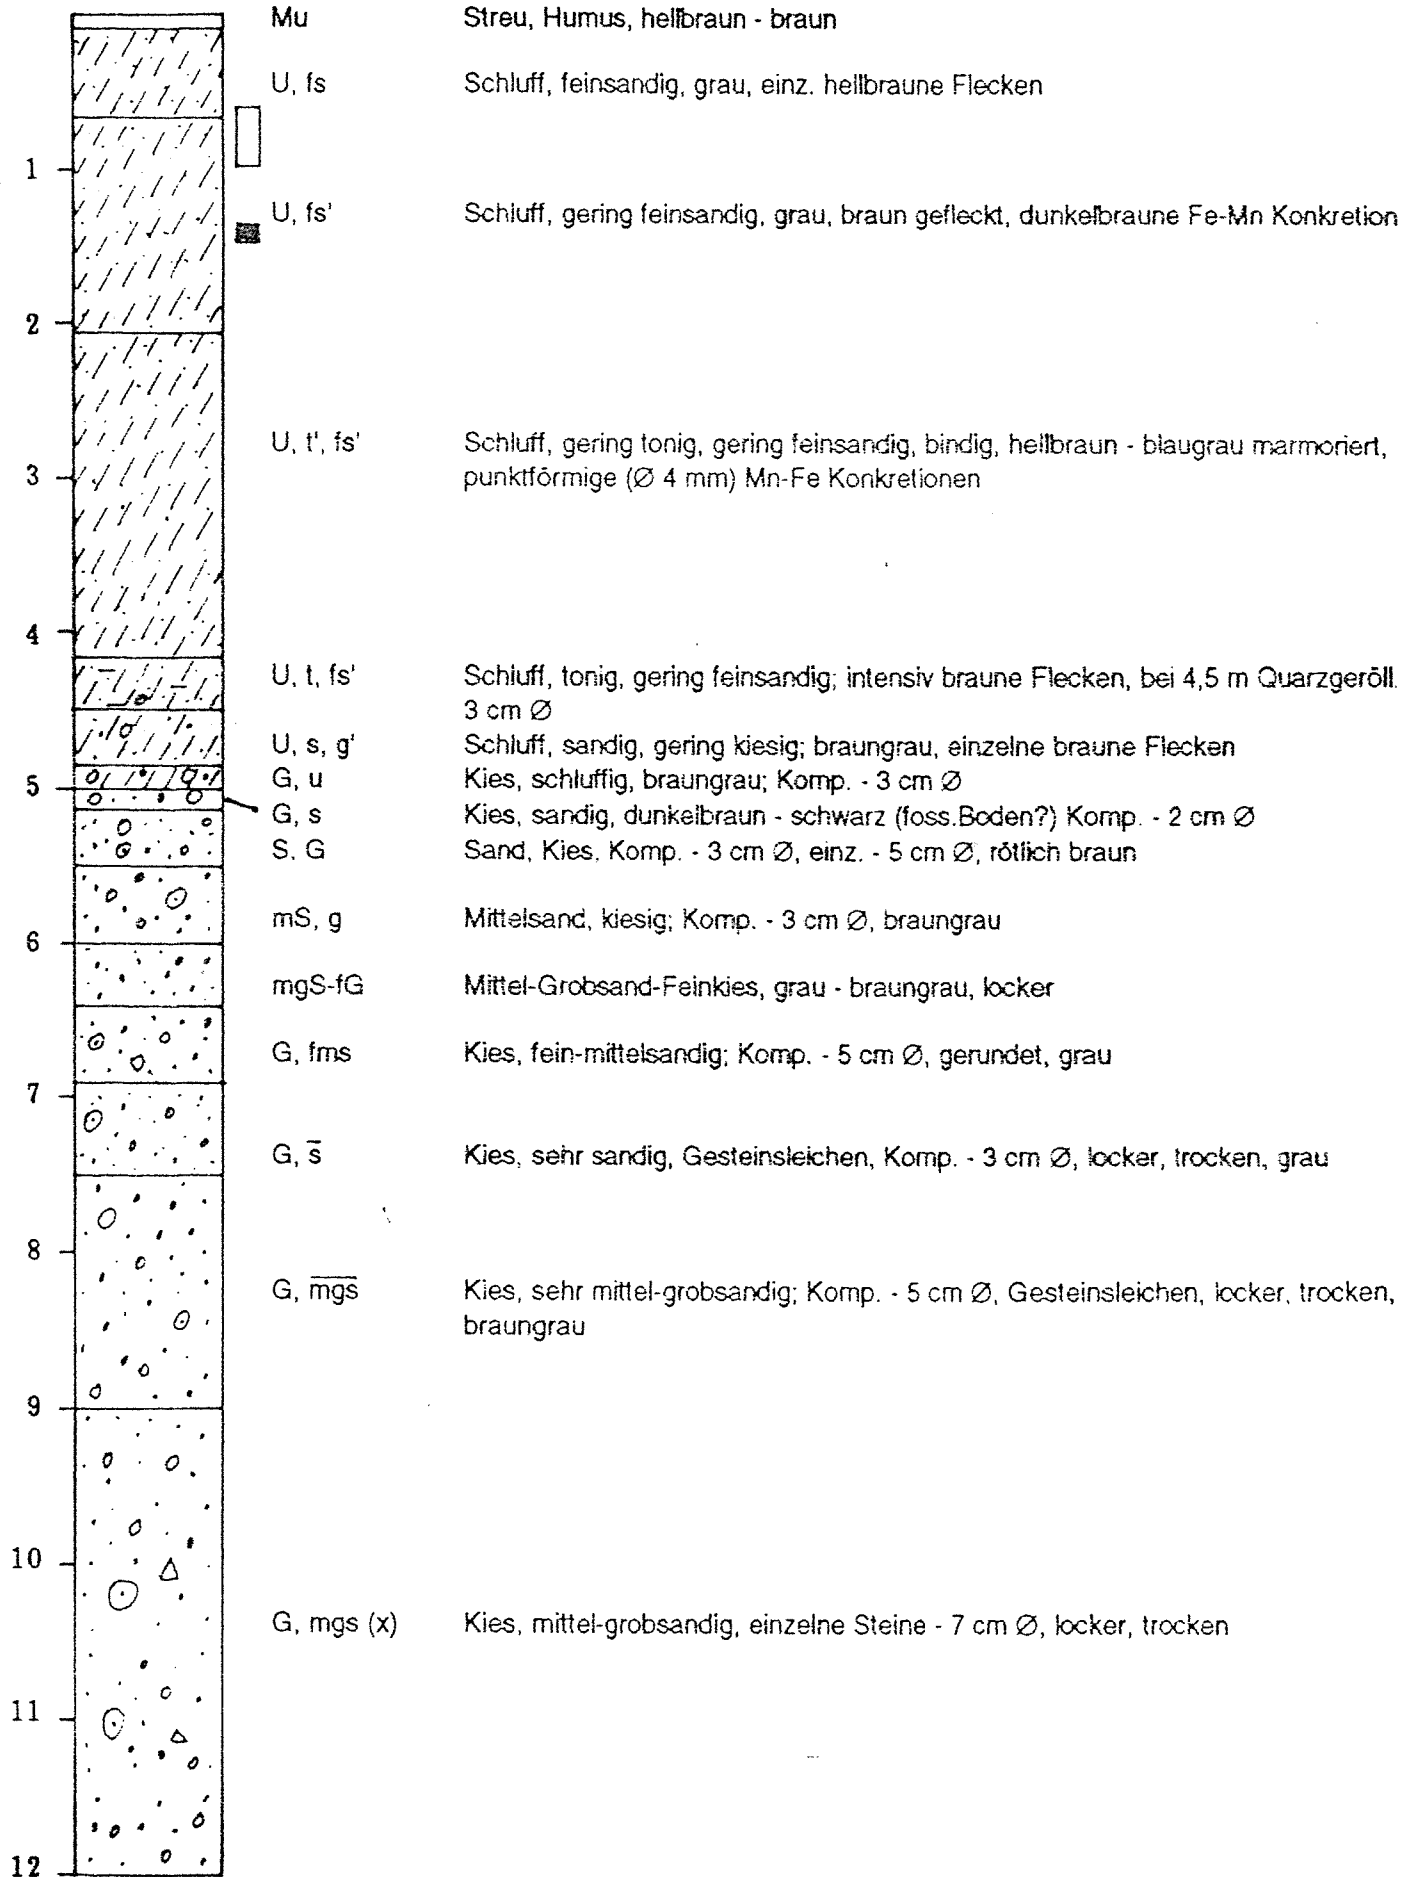 Mu Streu, Humus, hellbraun - braun
U, fs Schluff, feinsandig, grau, einz. hellbraune Flecken
1
U, fs' Schluff, gering feinsandig, grau, braun gefleckt, dunkelbraune Fe-Mn Konkretion
2
U, t', fs' Schluff, gering tonig, gering feinsandig, bindig, hellbraun - blaugrau marmoriert,
3 punktförmige (Ø 4 mm) Mn-Fe Konkretionen
4
U, t, fs' Schluff, tonig, gering feinsandig; intensiv braune Flecken, bei 4,5 m Quarzgeröll.
3 cm Ø
U, s, g' Schluff, sandig, gering kiesig; braungrau, einzelne braune Flecken
5 G, u Kies, schluffig, braungrau; Komp. - 3 cm Ø
G, s Kies, sandig, dunkelbraun - schwarz (foss.Boden?) Komp. - 2 cm Ø
S, G Sand, Kies, Komp. - 3 cm Ø, einz. - 5 cm Ø, rötlich braun
mS, g Mittelsand, kiesig; Komp. - 3 cm Ø, braungrau
6
mgS-fG Mittel-Grobsand-Feinkies, grau - braungrau, locker
G, fms Kies, fein-mittelsandig; Komp. - 5 cm Ø, gerundet, grau
7
G, s̅ Kies, sehr sandig, Gesteinsleichen, Komp. - 3 cm Ø, locker, trocken, grau
8
G, m̅g̅s̅ Kies, sehr mittel-grobsandig; Komp. - 5 cm Ø, Gesteinsleichen, locker, trocken,
braungrau
9
10
G, mgs (x) Kies, mittel-grobsandig, einzelne Steine - 7 cm Ø, locker, trocken
11
12